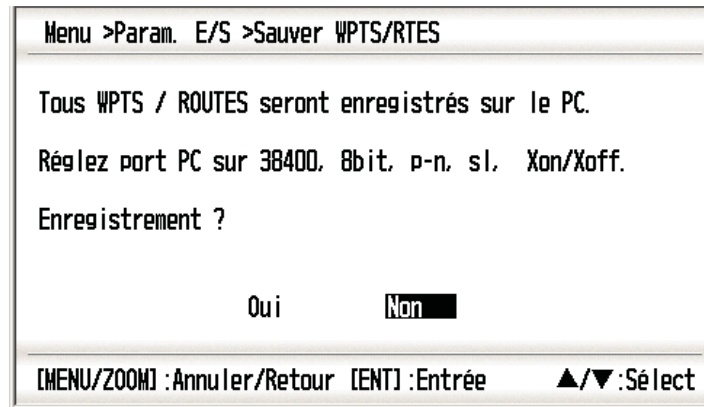 Menu >Param. E/S >Sauver WPTS/RTES
Tous WPTS / ROUTES seront enregistrés sur le PC.
Réglez port PC sur 38400, 8bit, p-n, sl, Xon/Xoff.
Enregistrement ?
Oui Non
[MENU/ZOOM] :Annuler/Retour [ENT] :Entrée ▲/▼:Sélect